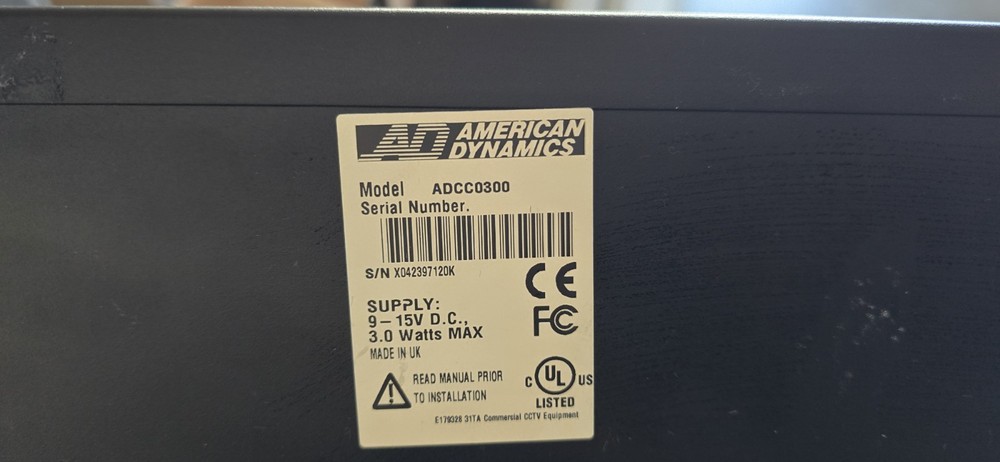 AD AMERICAN
DYNAMICS
Model ADCC0300
Serial Number.
S/N X042397120K
CE
FC
SUPPLY:
9–15V D.C.,
3.0 Watts MAX
MADE IN UK
READ MANUAL PRIOR
TO INSTALLATION
C UL US
LISTED
E179328 31TA Commercial CCTV Equipment